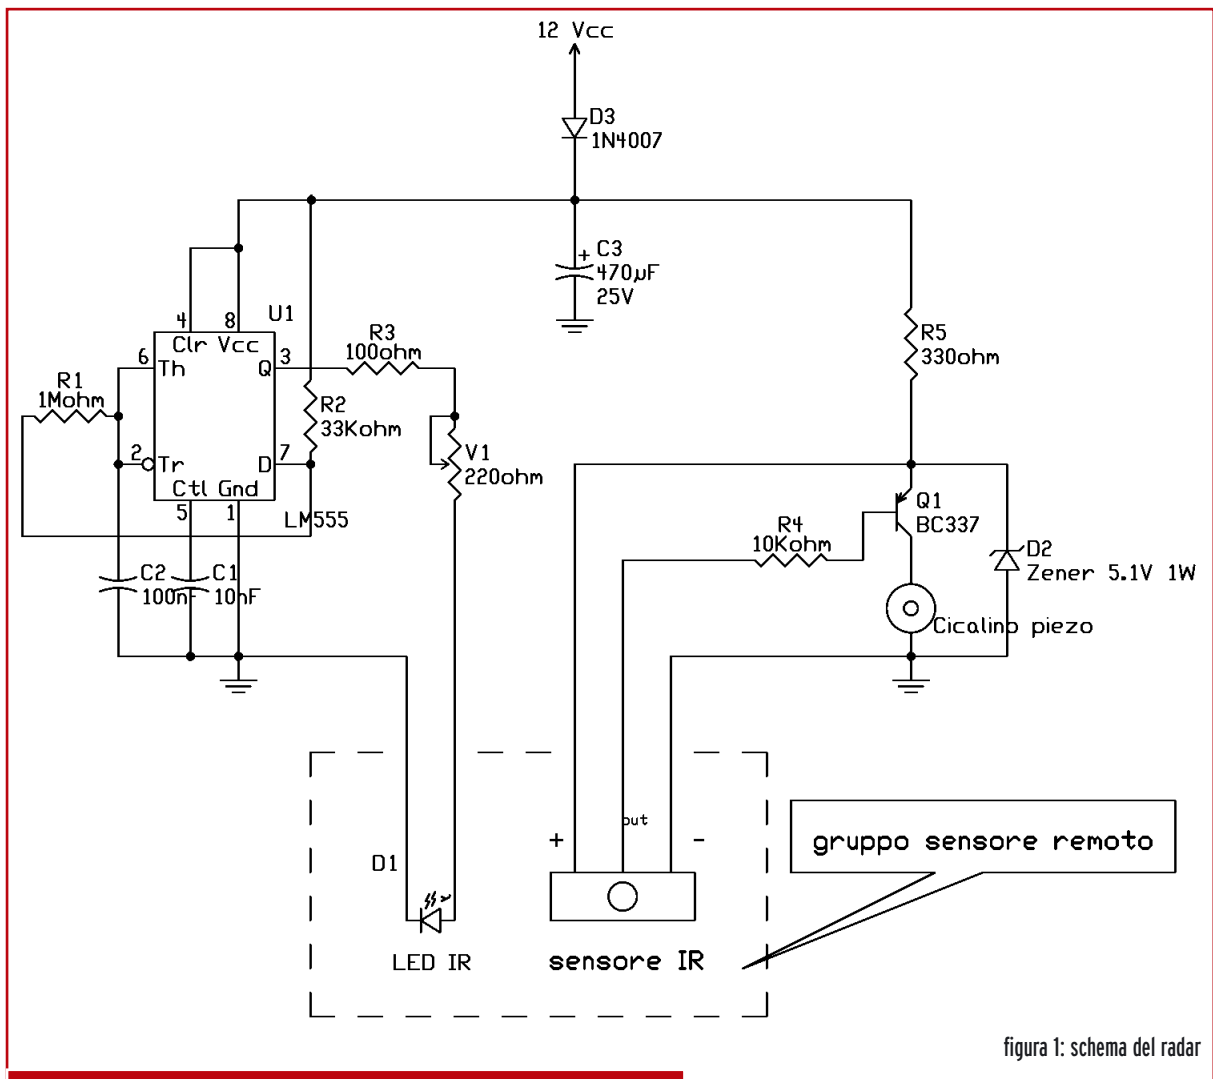 12 Vcc
D3
1N4007
+ C3
470µF
25V
4 8 U1
Clr Vcc
6 Th
Q 3
R3
100ohm
R1
1Mohm
R2
33Kohm
2 Tr
D 7
V1
220ohm
Ctl Gnd
5 1
LM555
C2
100nF
C1
10nF
R5
330ohm
Q1
BC337
R4
10Kohm
D2
Zener 5.1V 1W
Cicalino piezo
out
+ -
D1
gruppo sensore remoto
LED IR
sensore IR
figura 1: schema del radar